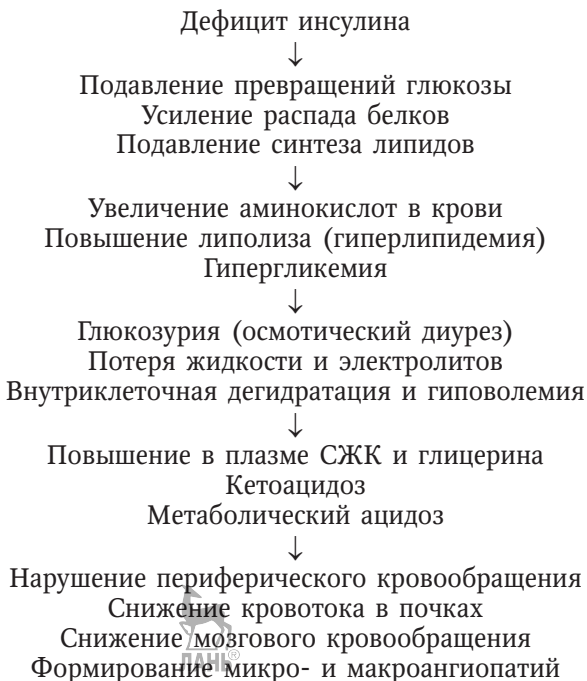 Дефицит инсулина
↓
Подавление превращений глюкозы
Усиление распада белков
Подавление синтеза липидов
↓
Увеличение аминокислот в крови
Повышение липолиза (гиперлипидемия)
Гипергликемия
↓
Глюкозурия (осмотический диурез)
Потеря жидкости и электролитов
Внутриклеточная дегидратация и гиповолемия
↓
Повышение в плазме СЖК и глицерина
Кетоацидоз
Метаболический ацидоз
↓
Нарушение периферического кровообращения
Снижение кровотока в почках
Снижение мозгового кровообращения
ЛАНЬ®
Формирование микро- и макроангиопатий